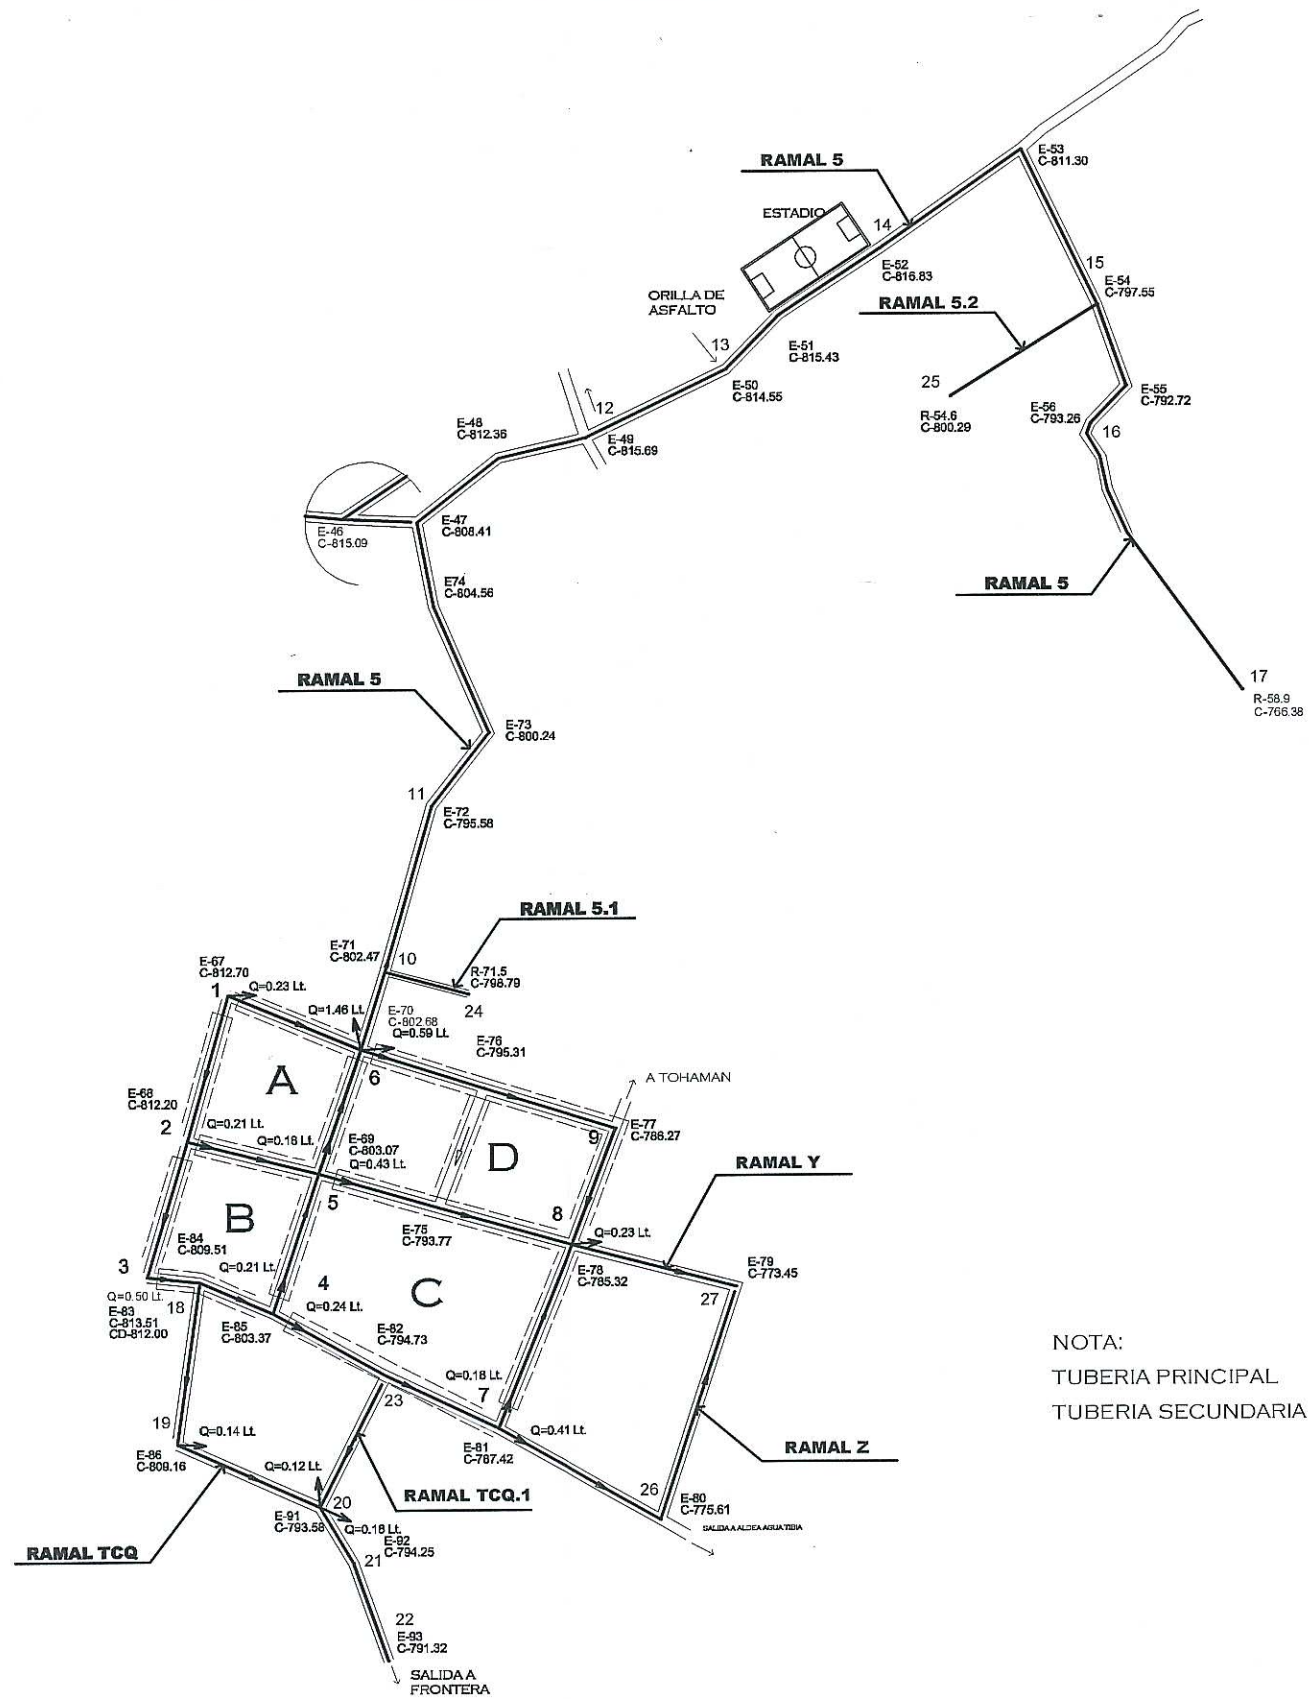 RAMAL 5
E-53
C-811.30
ESTADIO
14
E-52
C-816.83
15
E-54
C-797.55
ORILLA DE
ASFALTO
RAMAL 5.2
13
E-51
C-815.43
25
E-50
C-814.55
R-54.6
C-800.29
E-55
C-792.72
E-56
C-793.26
16
12
E-48
C-812.36
E-49
C-815.69
E-47
C-808.41
E-46
C-815.09
E74
C-804.56
RAMAL 5
RAMAL 5
17
R-58.9
C-766.38
E-73
C-800.24
11
E-72
C-795.58
RAMAL 5.1
E-71
C-802.47
10
E-67
C-812.70
1
Q=0.23 Lt.
R-71.5
C-798.79
24
Q=1.46 Lt.
E-70
C-802.68
Q=0.59 Lt.
E-76
C-795.31
A
6
A TOHAMAN
E-68
C-812.20
2
Q=0.21 Lt.
Q=0.18 Lt.
E-69
C-803.07
Q=0.43 Lt.
D
9
E-77
C-786.27
RAMAL Y
5
B
8
E-84
C-809.51
E-75
C-793.77
Q=0.23 Lt.
3
Q=0.21 Lt.
4
C
E-78
C-785.32
E-79
C-773.45
Q=0.50 Lt.
18
E-83
C-813.51
CD-812.00
Q=0.24 Lt.
27
E-85
C-803.37
E-82
C-794.73
NOTA:
TUBERIA PRINCIPAL
TUBERIA SECUNDARIA
Q=0.18 Lt.
7
23
19
Q=0.14 Lt.
Q=0.41 Lt.
E-86
C-809.16
E-81
C-787.42
RAMAL Z
Q=0.12 Lt.
26
RAMAL TCQ.1
20
E-80
C-775.61
E-91
C-793.58
Q=0.18 Lt.
SALIDA A ALDEA AGUA TIBIA
E-92
C-794.25
RAMAL TCQ
21
22
E-93
C-791.32
SALIDA A
FRONTERA